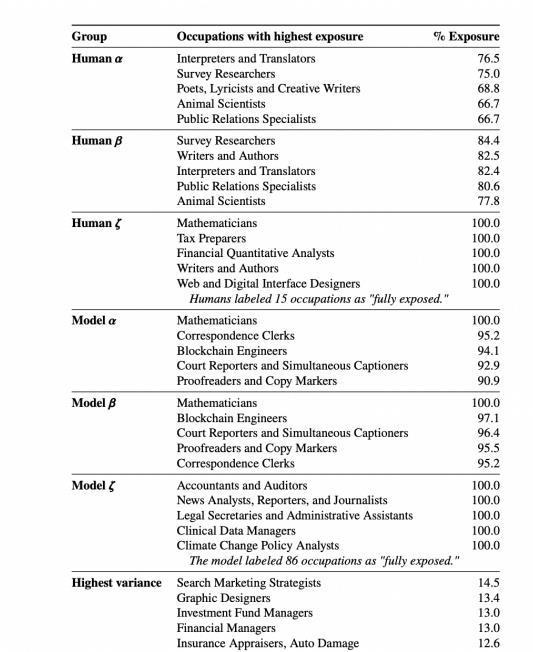 Group Occupations with highest exposure % Exposure
Human α Interpreters and Translators 76.5
Survey Researchers 75.0
Poets, Lyricists and Creative Writers 68.8
Animal Scientists 66.7
Public Relations Specialists 66.7
Human β Survey Researchers 84.4
Writers and Authors 82.5
Interpreters and Translators 82.4
Public Relations Specialists 80.6
Animal Scientists 77.8
Human ζ Mathematicians 100.0
Tax Preparers 100.0
Financial Quantitative Analysts 100.0
Writers and Authors 100.0
Web and Digital Interface Designers 100.0
Humans labeled 15 occupations as "fully exposed."
Model α Mathematicians 100.0
Correspondence Clerks 95.2
Blockchain Engineers 94.1
Court Reporters and Simultaneous Captioners 92.9
Proofreaders and Copy Markers 90.9
Model β Mathematicians 100.0
Blockchain Engineers 97.1
Court Reporters and Simultaneous Captioners 96.4
Proofreaders and Copy Markers 95.5
Correspondence Clerks 95.2
Model ζ Accountants and Auditors 100.0
News Analysts, Reporters, and Journalists 100.0
Legal Secretaries and Administrative Assistants 100.0
Clinical Data Managers 100.0
Climate Change Policy Analysts 100.0
The model labeled 86 occupations as "fully exposed."
Highest variance Search Marketing Strategists 14.5
Graphic Designers 13.4
Investment Fund Managers 13.0
Financial Managers 13.0
Insurance Appraisers, Auto Damage 12.6